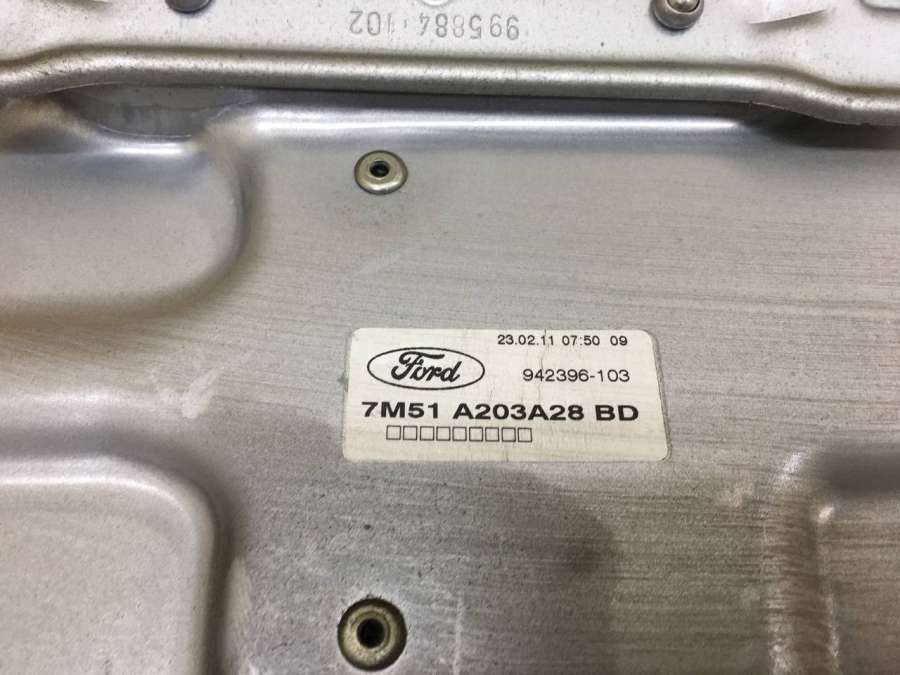 995884-102
23.02.11 07:50 09
Ford
942396-103
7M51 A203A28 BD
□□□□□□□□□